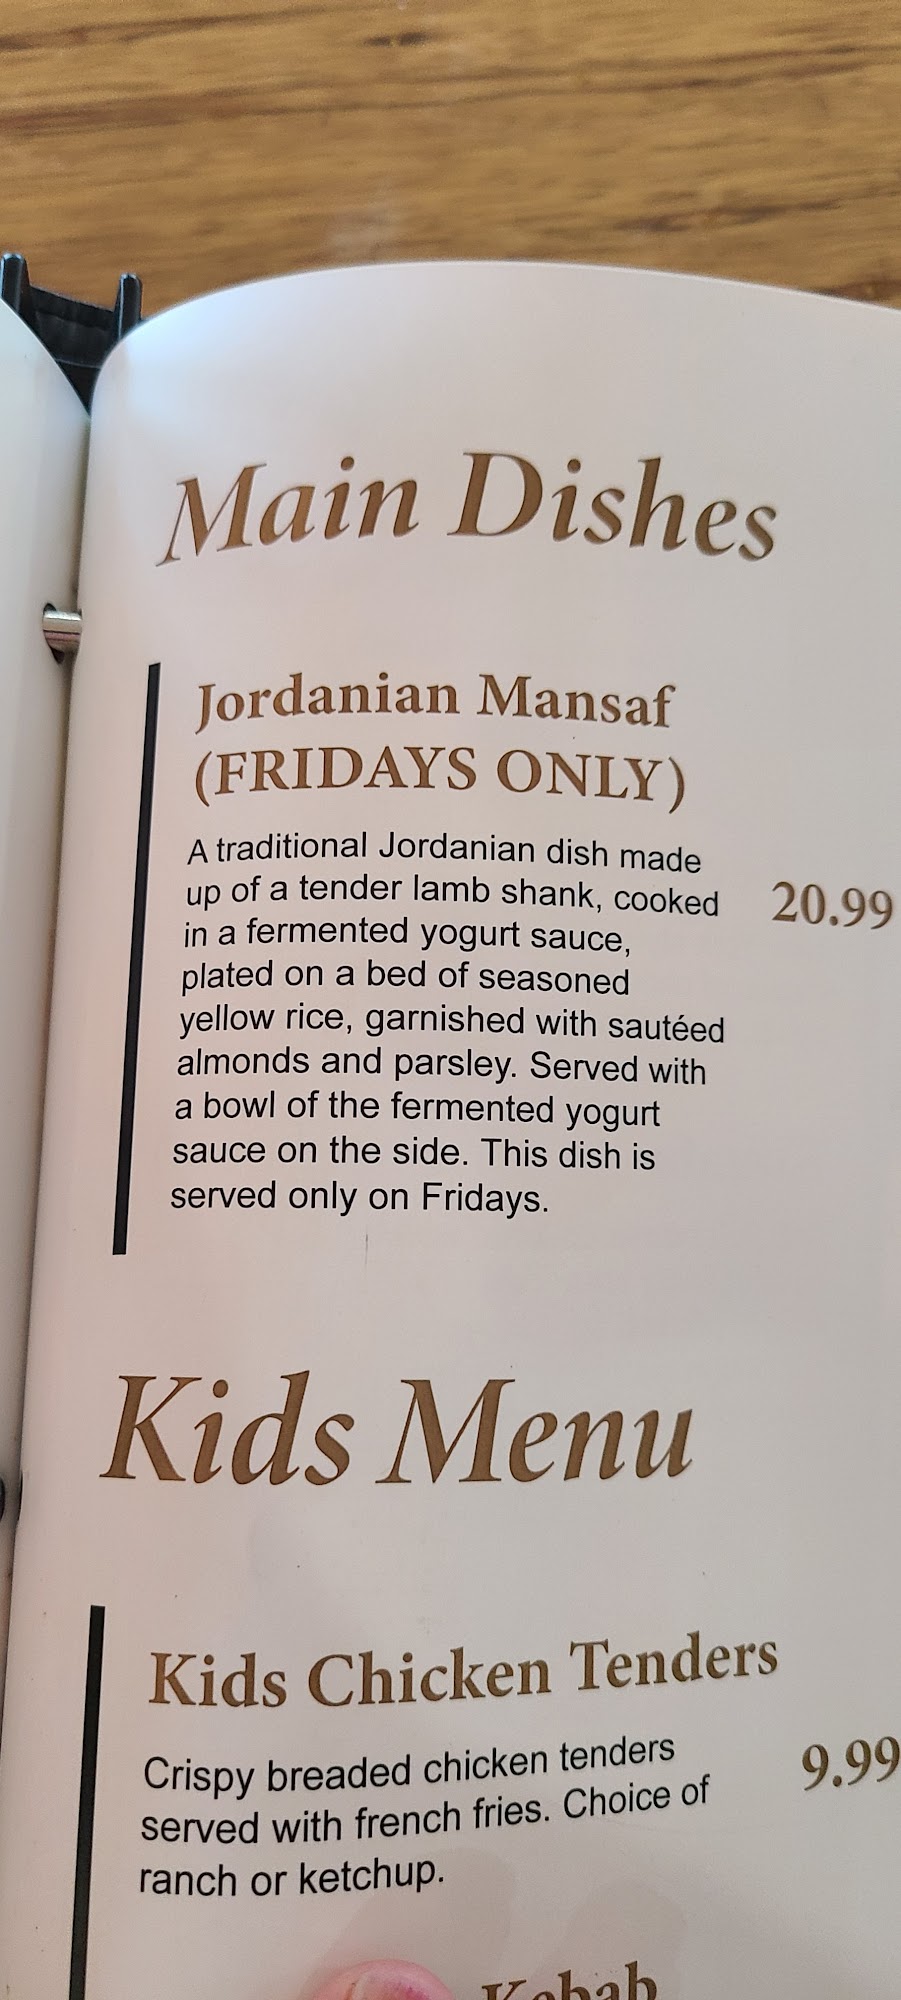 Main Dishes
Jordanian Mansaf
(FRIDAYS ONLY)
A traditional Jordanian dish made
up of a tender lamb shank, cooked
in a fermented yogurt sauce,
plated on a bed of seasoned
yellow rice, garnished with sautéed
almonds and parsley. Served with
a bowl of the fermented yogurt
sauce on the side. This dish is
served only on Fridays.
20.99
Kids Menu
Kids Chicken Tenders
Crispy breaded chicken tenders
served with french fries. Choice of
ranch or ketchup.
9.99
Kebab